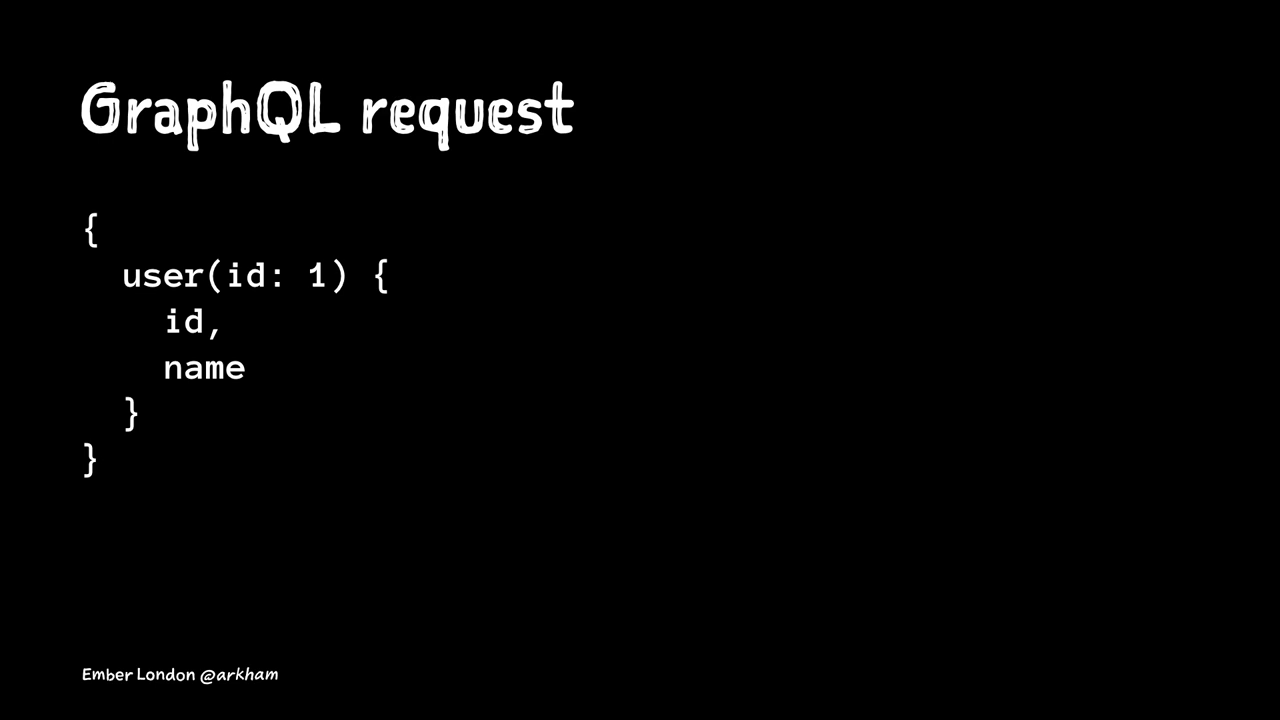 GraphQL request
{
  user(id: 1) {
    id,
    name
  }
}
Ember London @arkham